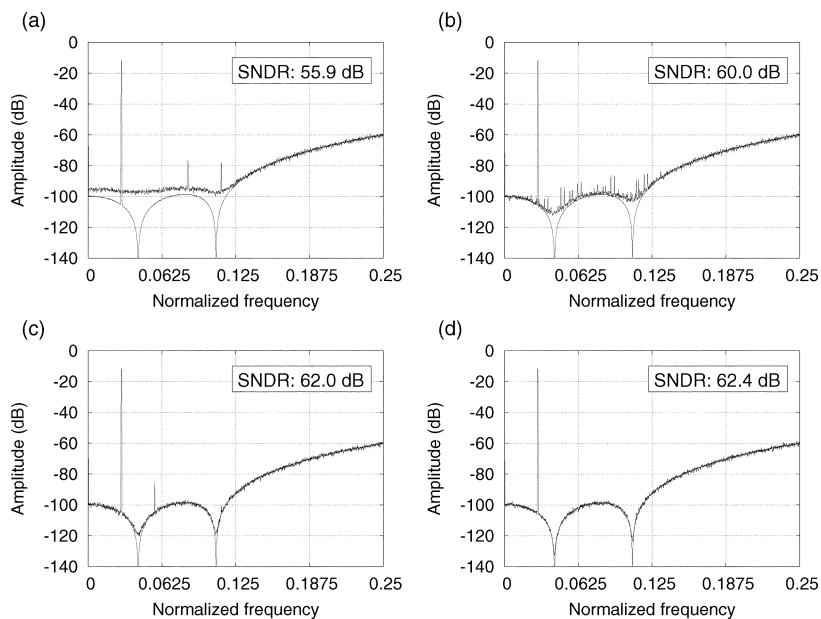 (a)
SNDR: 55.9 dB
Amplitude (dB)
0
-20
-40
-60
-80
-100
-120
-140
0 0.0625 0.125 0.1875 0.25
Normalized frequency
(b)
SNDR: 60.0 dB
Amplitude (dB)
0
-20
-40
-60
-80
-100
-120
-140
0 0.0625 0.125 0.1875 0.25
Normalized frequency
(c)
SNDR: 62.0 dB
Amplitude (dB)
0
-20
-40
-60
-80
-100
-120
-140
0 0.0625 0.125 0.1875 0.25
Normalized frequency
(d)
SNDR: 62.4 dB
Amplitude (dB)
0
-20
-40
-60
-80
-100
-120
-140
0 0.0625 0.125 0.1875 0.25
Normalized frequency